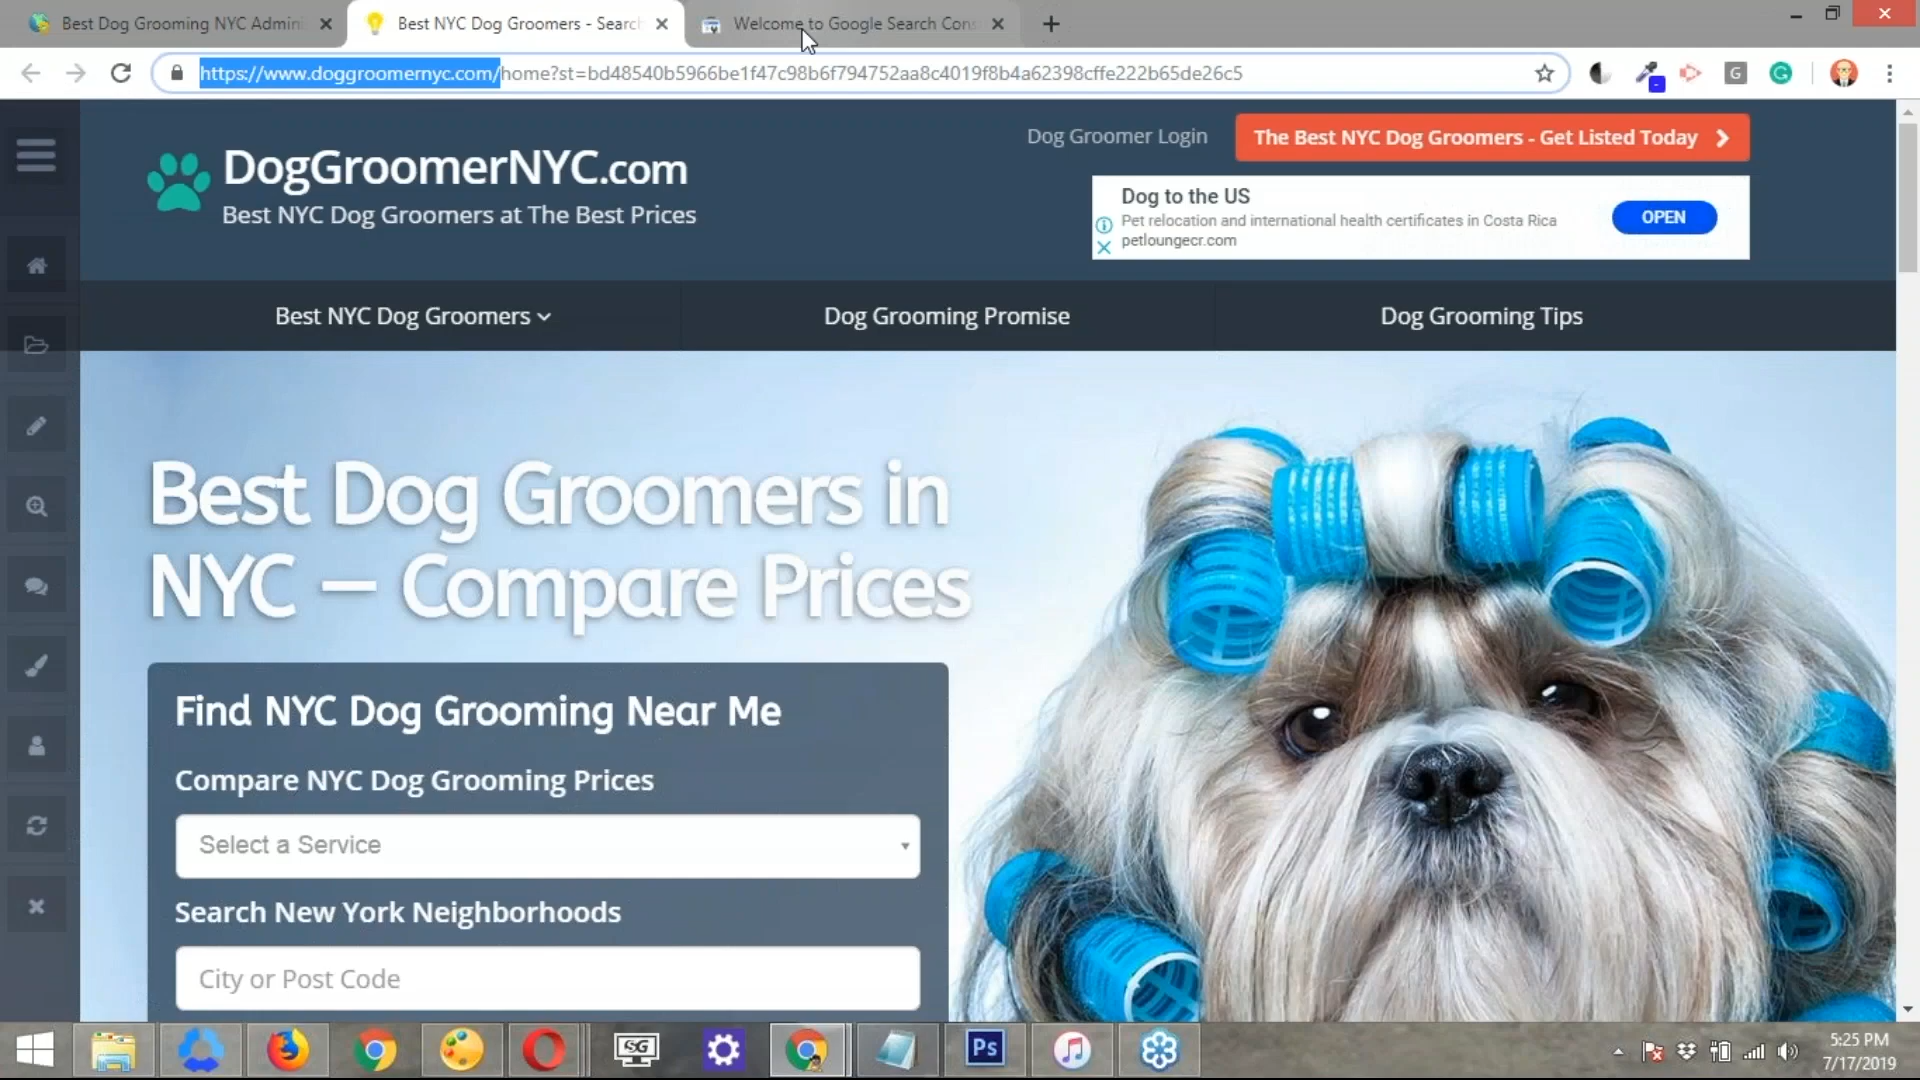 Best Dog Grooming NYC Admini
Best NYC Dog Groomers - Search
Welcome to Google Search Cons
https://www.doggroomernyc.com/home?st=bd48540b5966be1f47c98b6f794752aa8c4019f8b4a62398cffe222b65de26c5
DogGroomerNYC.com
Best NYC Dog Groomers at The Best Prices
Dog Groomer Login
The Best NYC Dog Groomers - Get Listed Today
Dog to the US
Pet relocation and international health certificates in Costa Rica
petloungecr.com
OPEN
Best NYC Dog Groomers
Dog Grooming Promise
Dog Grooming Tips
Best Dog Groomers in
NYC – Compare Prices
Find NYC Dog Grooming Near Me
Compare NYC Dog Grooming Prices
Select a Service
Search New York Neighborhoods
City or Post Code
SG
Ps
5:25 PM
7/17/2019